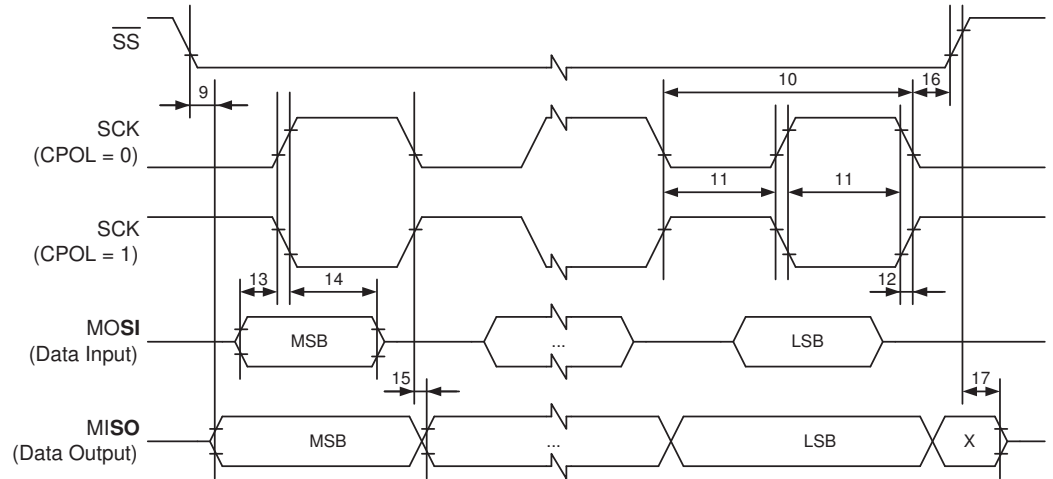 SS
10 16
9
SCK
(CPOL = 0)
11 11
SCK
(CPOL = 1)
13 14 12
MOSI
(Data Input)
MSB ... LSB
15 17
MISO
(Data Output)
MSB ... LSB X